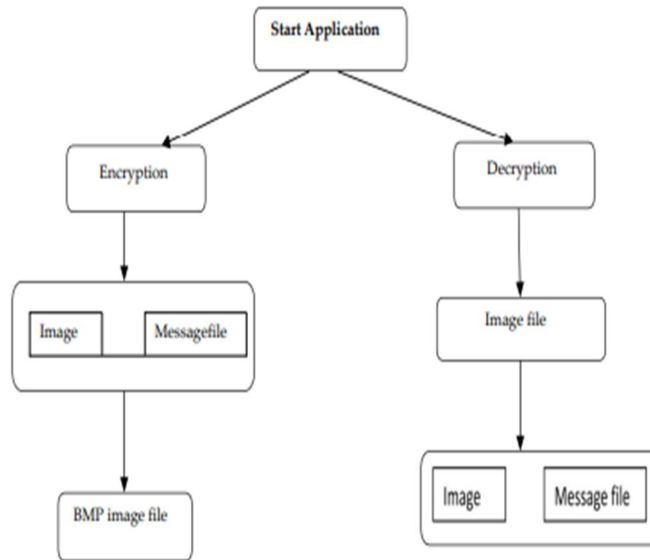 Start Application
Encryption
Decryption
Image
Messagefile
Image file
BMP image file
Image
Message file